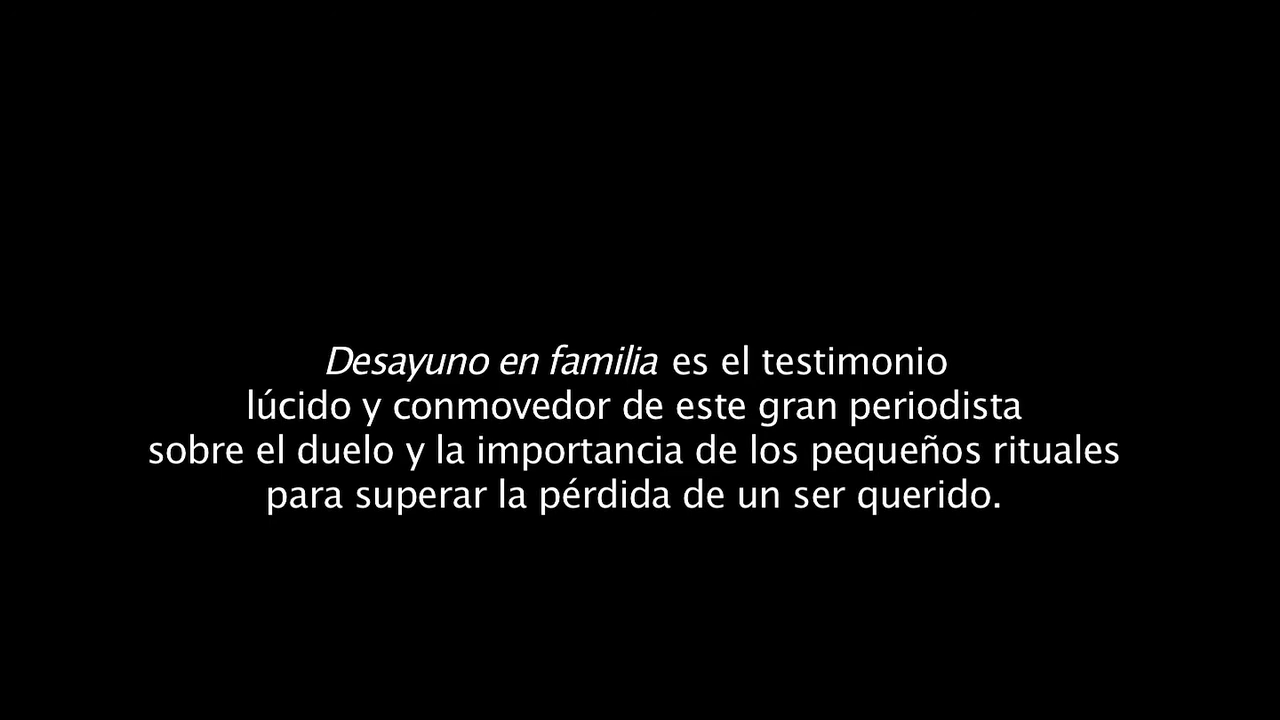 Desayuno en familia es el testimonio
lúcido y conmovedor de este gran periodista
sobre el duelo y la importancia de los pequeños rituales
para superar la pérdida de un ser querido.